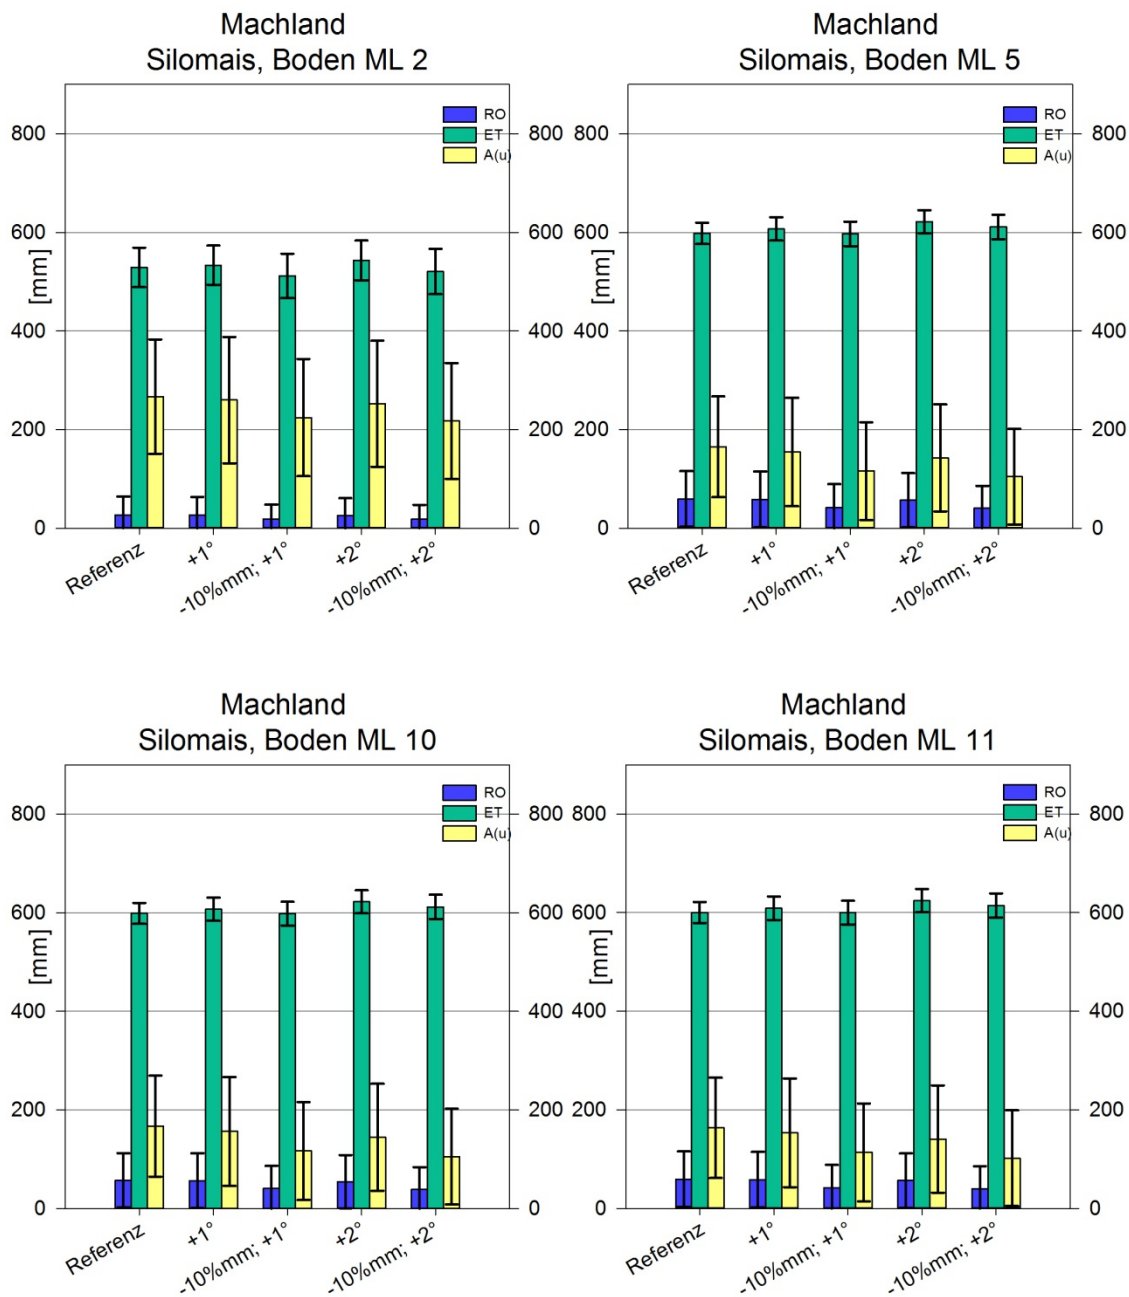 Machland
Silomais, Boden ML 2
RO
ET
A(u)
800
600
400
200
0
[mm]
800
600
400
200
0
Referenz
+1°
-10%mm; +1°
+2°
-10%mm; +2°
Machland
Silomais, Boden ML 5
RO
ET
A(u)
800
600
400
200
0
[mm]
800
600
400
200
0
Referenz
+1°
-10%mm; +1°
+2°
-10%mm; +2°
Machland
Silomais, Boden ML 10
RO
ET
A(u)
800
600
400
200
0
[mm]
800
600
400
200
0
Referenz
+1°
-10%mm; +1°
+2°
-10%mm; +2°
Machland
Silomais, Boden ML 11
RO
ET
A(u)
800
600
400
200
0
[mm]
800
600
400
200
0
Referenz
+1°
-10%mm; +1°
+2°
-10%mm; +2°